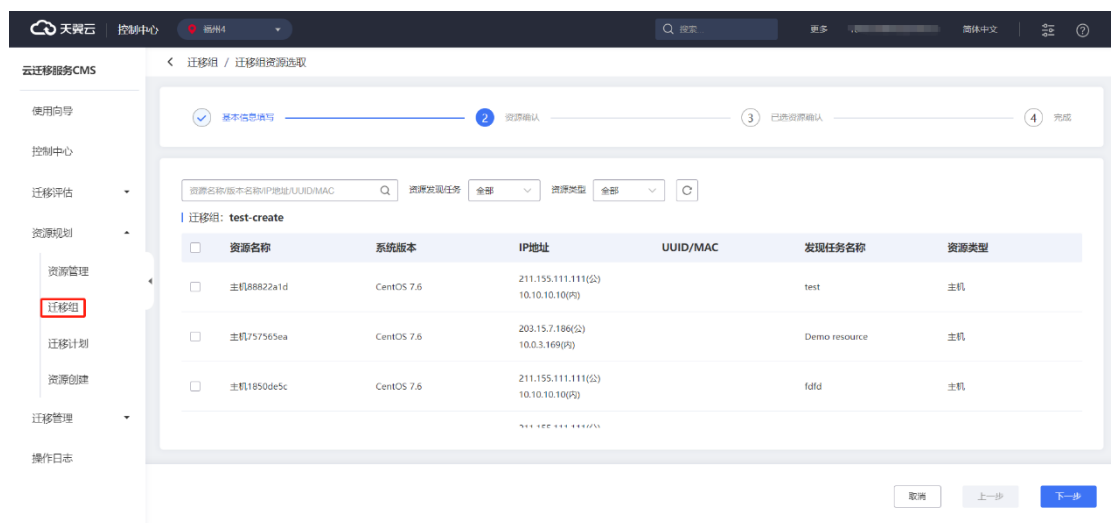 天翼云 控制中心 福州4 搜索 更多 简体中文
云迁移服务CMS
迁移组 / 迁移组资源选取
使用向导
控制中心
迁移评估
资源规划
资源管理
迁移组
迁移计划
资源创建
迁移管理
操作日志
基本信息填写 2 资源确认 3 已选资源确认 4 完成
资源名称/版本名称/IP地址/UUID/MAC 资源发现任务 全部 资源类型 全部
迁移组: test-create
资源名称 系统版本 IP地址 UUID/MAC 发现任务名称 资源类型
主机88822a1d CentOS 7.6 211.155.111.111(公) test 主机
10.10.10.10(内)
主机757565ea CentOS 7.6 203.15.7.186(公) Demo resource 主机
10.0.3.169(内)
主机1850de5c CentOS 7.6 211.155.111.111(公) fdfd 主机
10.10.10.10(内)
取消 上一步 下一步